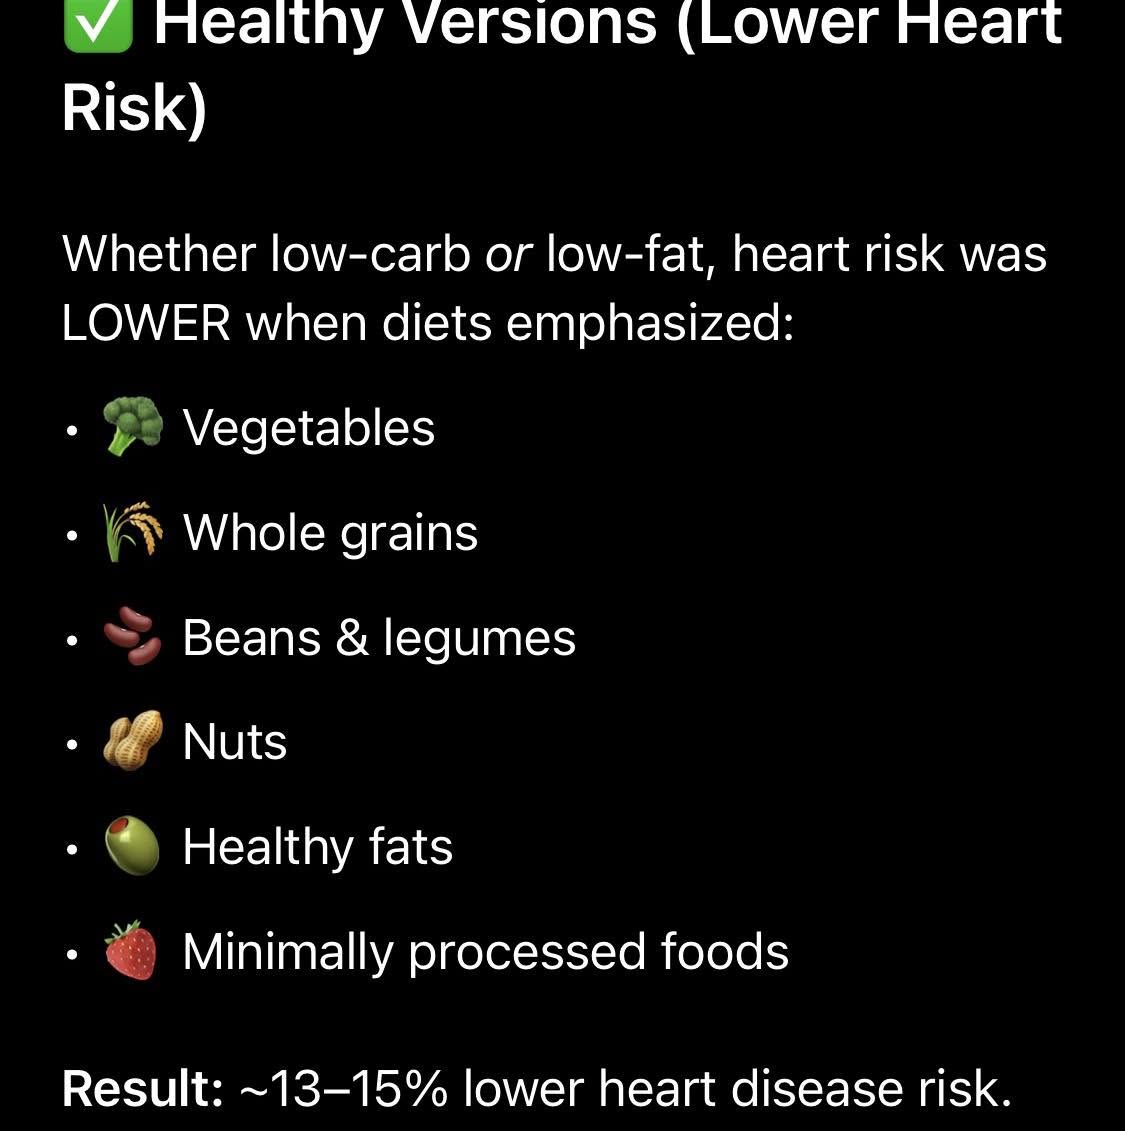 ✅ Healthy Versions (Lower Heart
Risk)
Whether low-carb or low-fat, heart risk was
LOWER when diets emphasized:
• 🥦 Vegetables
• 🌾 Whole grains
• 🫘 Beans & legumes
• 🥜 Nuts
• 🫒 Healthy fats
• 🍓 Minimally processed foods
Result: ~13–15% lower heart disease risk.